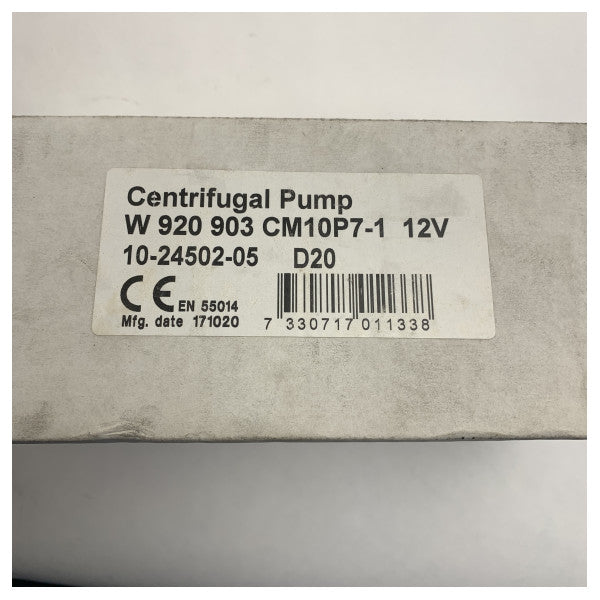 Centrifugal Pump
W 920 903 CM10P7-1 12V
10-24502-05 D20
CE EN 55014
Mfg. date 171020 7 330717 011338